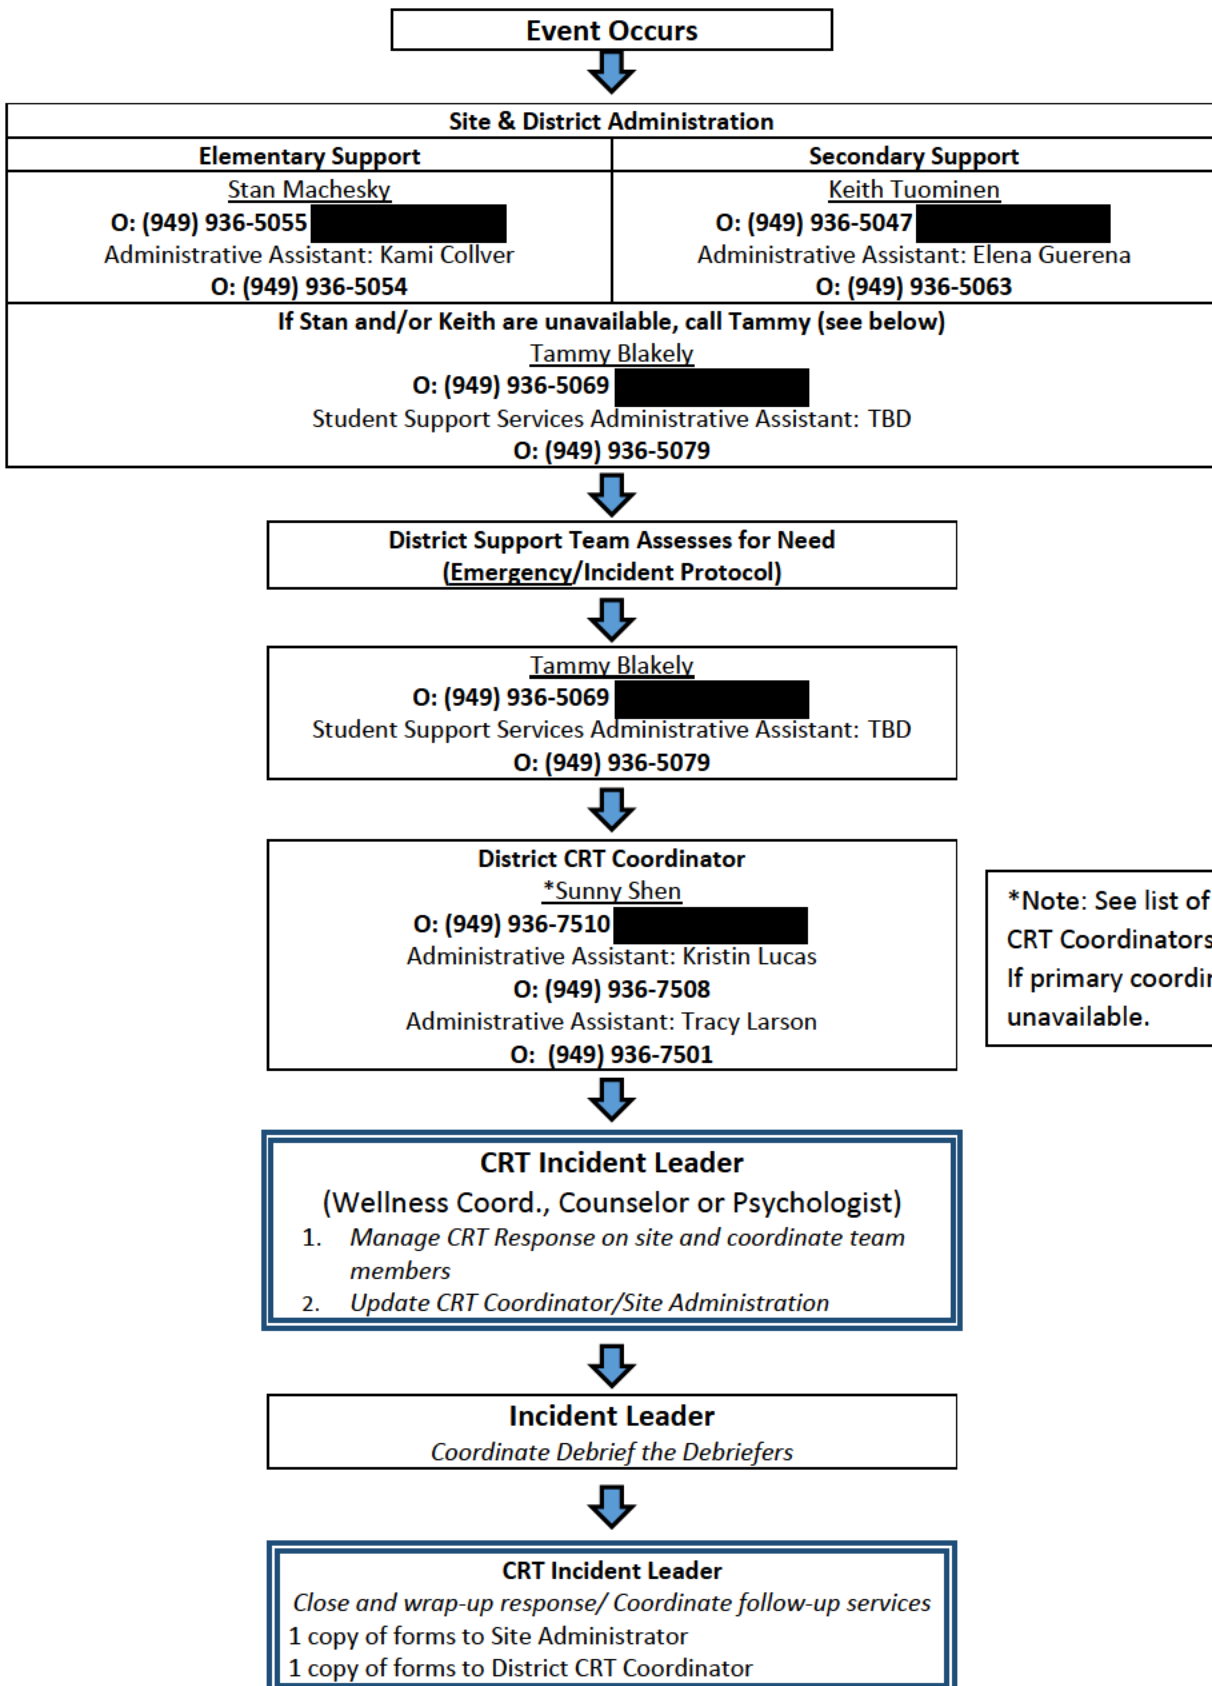 Event Occurs
Site & District Administration
Elementary Support
Secondary Support
Stan Machesky
O: (949) 936-5055
Administrative Assistant: Kami Collver
O: (949) 936-5054
Keith Tuominen
O: (949) 936-5047
Administrative Assistant: Elena Guerena
O: (949) 936-5063
If Stan and/or Keith are unavailable, call Tammy (see below)
Tammy Blakely
O: (949) 936-5069
Student Support Services Administrative Assistant: TBD
O: (949) 936-5079
District Support Team Assesses for Need
(Emergency/Incident Protocol)
Tammy Blakely
O: (949) 936-5069
Student Support Services Administrative Assistant: TBD
O: (949) 936-5079
District CRT Coordinator
*Sunny Shen
O: (949) 936-7510
Administrative Assistant: Kristin Lucas
O: (949) 936-7508
Administrative Assistant: Tracy Larson
O: (949) 936-7501
*Note: See list of
CRT Coordinators
If primary coordin
unavailable.
CRT Incident Leader
(Wellness Coord., Counselor or Psychologist)
1. Manage CRT Response on site and coordinate team
members
2. Update CRT Coordinator/Site Administration
Incident Leader
Coordinate Debrief the Debriefers
CRT Incident Leader
Close and wrap-up response/ Coordinate follow-up services
1 copy of forms to Site Administrator
1 copy of forms to District CRT Coordinator